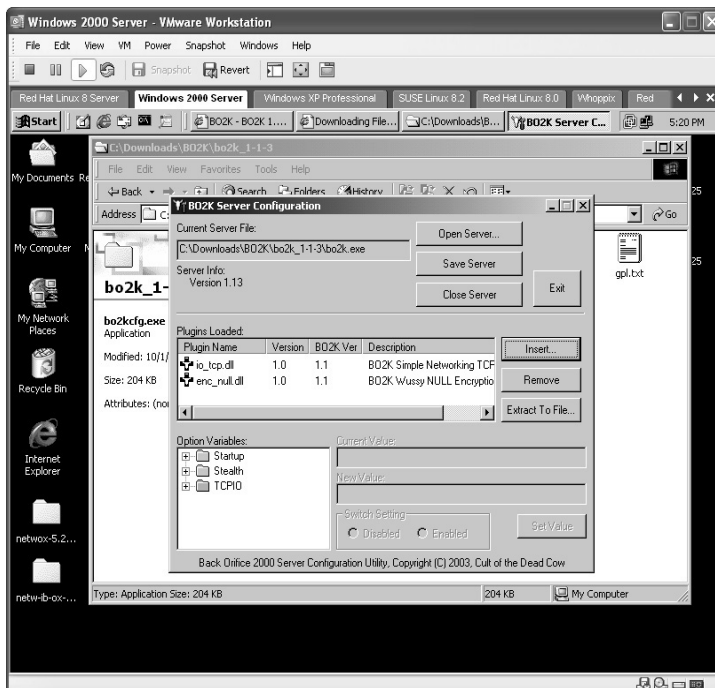 Windows 2000 Server - VMware Workstation
File Edit View VM Power Snapshot Windows Help
Snapshot Revert
Red Hat Linux 8 Server Windows 2000 Server Windows XP Professional SUSE Linux 8.2 Red Hat Linux 8.0 Whoppix Red
Start BO2K - BO2K 1.... Downloading File... C:\Downloads\B... BO2K Server C... 5:20 PM
C:\Downloads\BO2K\bo2k_1-1-3
File Edit View Favorites Tools Help
Back Search Folders History
Address C: Go
My Documents
My Computer
My Network Places
Recycle Bin
Internet Explorer
netwox-5.2...
netw-ib-ox-...
bo2k_1-
bo2kcfg.exe
Application
Modified: 10/1/
Size: 204 KB
Attributes: (nor
gpl.txt
25
25
BO2K Server Configuration
Current Server File:
C:\Downloads\BO2K\bo2k_1-1-3\bo2k.exe
Server Info:
Version 1.13
Open Server...
Save Server
Close Server
Exit
Plugins Loaded:
Plugin Name Version BO2K Ver Description
io_tcp.dll 1.0 1.1 BO2K Simple Networking TCF
enc_null.dll 1.0 1.1 BO2K Wussy NULL Encryptio
Insert...
Remove
Extract To File...
Option Variables:
Startup
Stealth
TCPIO
Current Value:
New Value:
Switch Setting
Disabled Enabled
Set Value
Back Orifice 2000 Server Configuration Utility, Copyright (C) 2003, Cult of the Dead Cow
Type: Application Size: 204 KB 204 KB My Computer